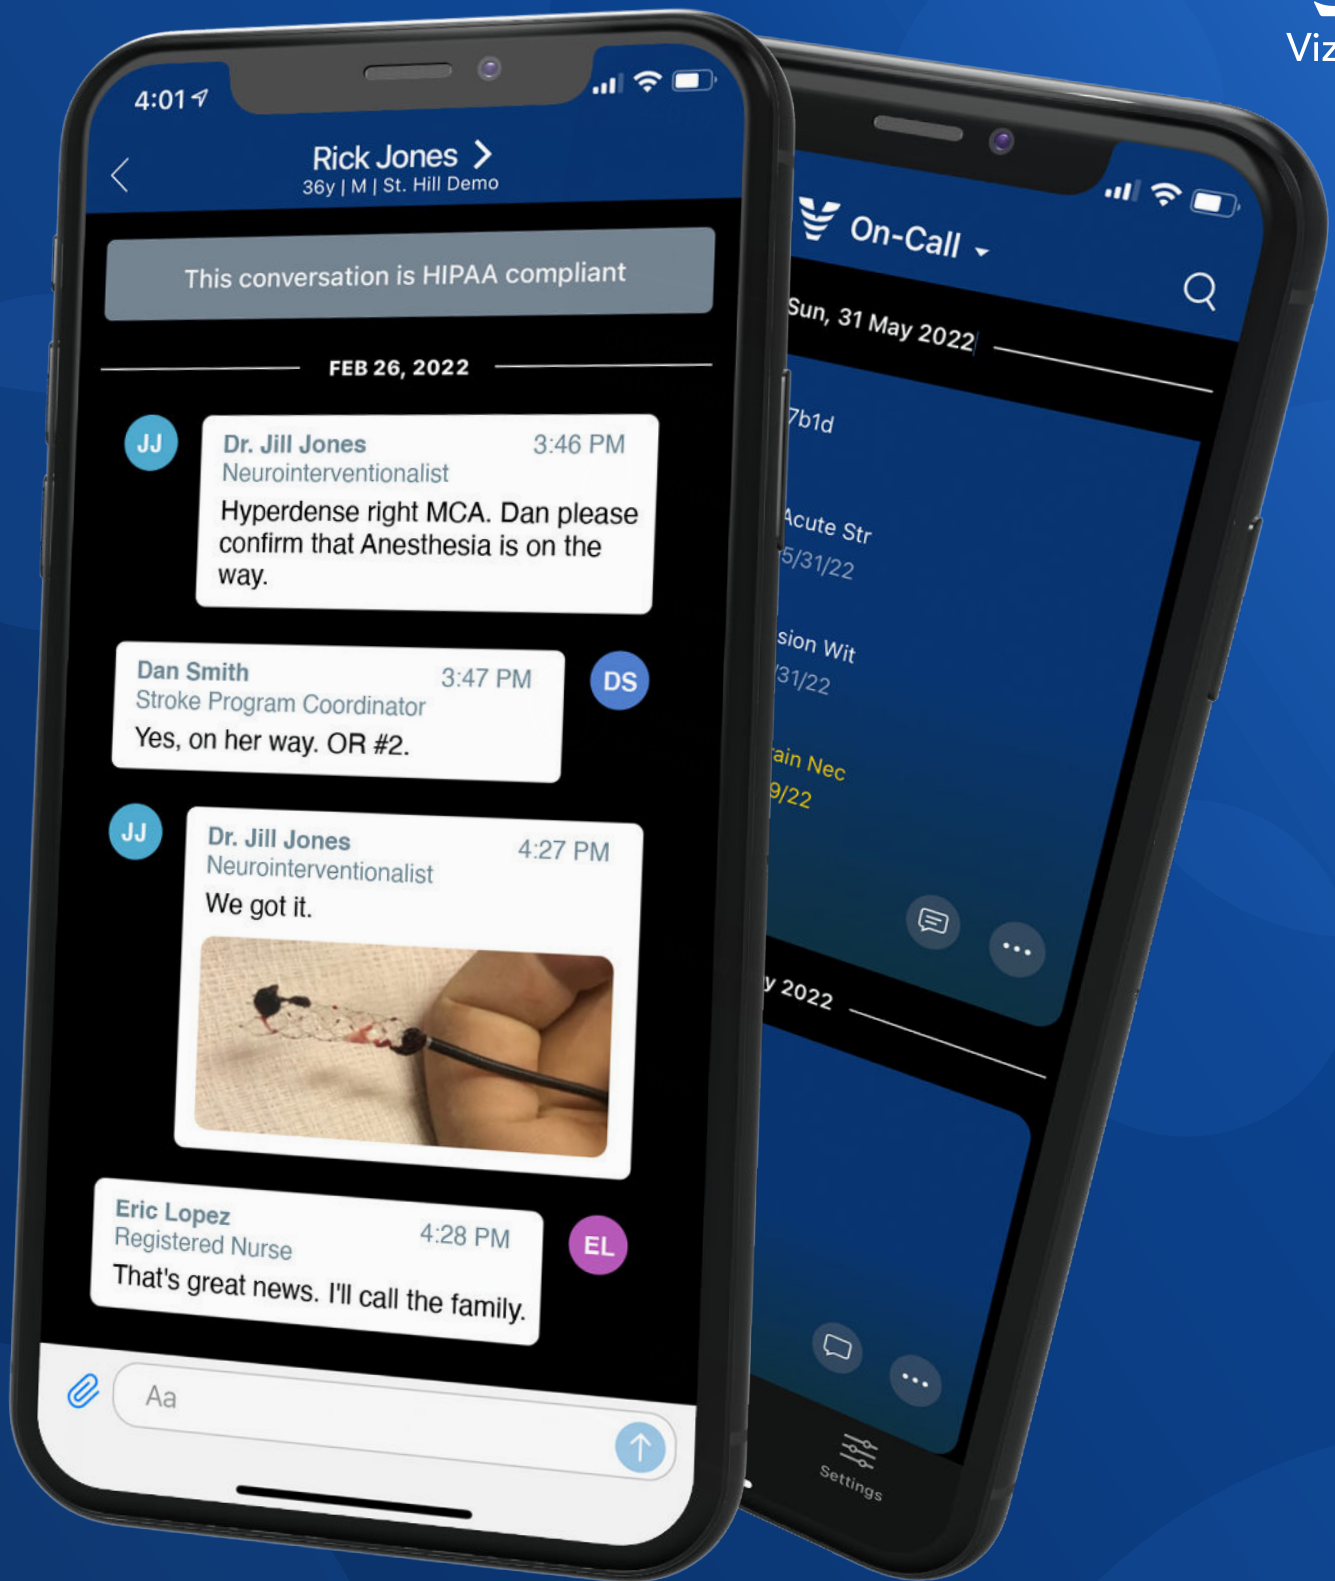 Viz
4:01
Rick Jones
36y | M | St. Hill Demo
This conversation is HIPAA compliant
FEB 26, 2022
JJ
Dr. Jill Jones 3:46 PM
Neurointerventionalist
Hyperdense right MCA. Dan please
confirm that Anesthesia is on the
way.
Dan Smith 3:47 PM
Stroke Program Coordinator
Yes, on her way. OR #2.
DS
JJ
Dr. Jill Jones 4:27 PM
Neurointerventionalist
We got it.
Eric Lopez 4:28 PM
Registered Nurse
That's great news. I'll call the family.
EL
Aa
On-Call
Sun, 31 May 2022
7b1d
Acute Str
5/31/22
sion Wit
/31/22
ain Nec
9/22
y 2022
Settings